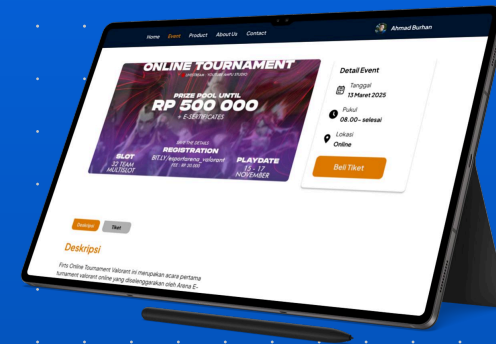 Home Event Product About Us Contact
Ahmad Burhan
ONLINE TOURNAMENT
PRIZE POOL UNTIL
RP 500 000
+ E-SERTIFICATES
REGISTRATION
BIT.LY/esportarena_valorant
SLOT
32 TEAM
MULTISLOT
PLAYDATE
15 - 17
NOVEMBER
Detail Event
Tanggal
13 Maret 2025
Pukul
08.00 - selesai
Lokasi
Online
Beli Tiket
Deskripsi Tiket
Deskripsi
Firts Online Tournament Valorant ini merupakan acara pertama
turnament valorant online yang diselenggarakan oleh Arena E-